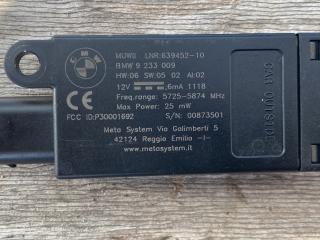 BMW
MUWS LNR:639452-10
BMW 9 233 009
HW:06 SW:05 02 AI:02
12V 6mA 1118
Freq.range: 5725-5874 MHz
Max Power: 25 mW
FCC ID:P30001692 S/N: 00873501
Meta System Via Galimberti 5
42124 Reggio Emilia -I-
www.metasystem.it